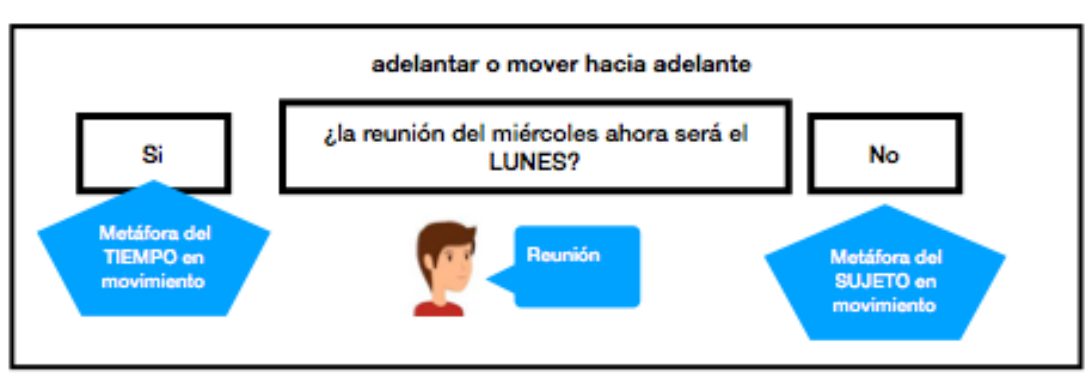 adelantar o mover hacia adelante
¿la reunión del miércoles ahora será el
LUNES?
Si
No
Metáfora del
TIEMPO en
movimiento
Reunión
Metáfora del
SUJETO en
movimiento